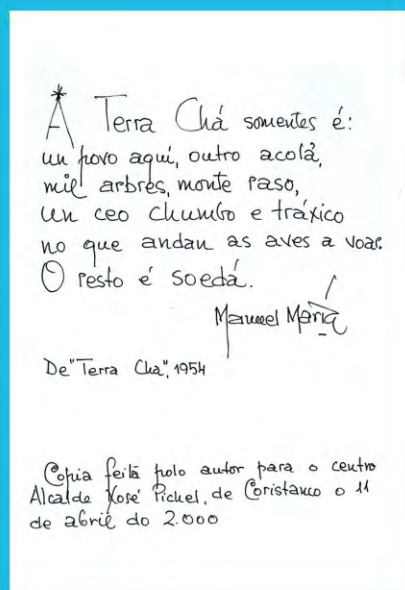 A Terra Chá somentes é:
un povo aquí, outro acolá,
mil arbres, monte raso,
un ceo chumbo e tráxico
no que andan as aves a voar.
O resto é soedá.
Manuel María
De "Terra Chá", 1954
Copia feita polo autor para o centro
Alcalde Xosé Pichel, de Coristanco o 11
de abril do 2.000